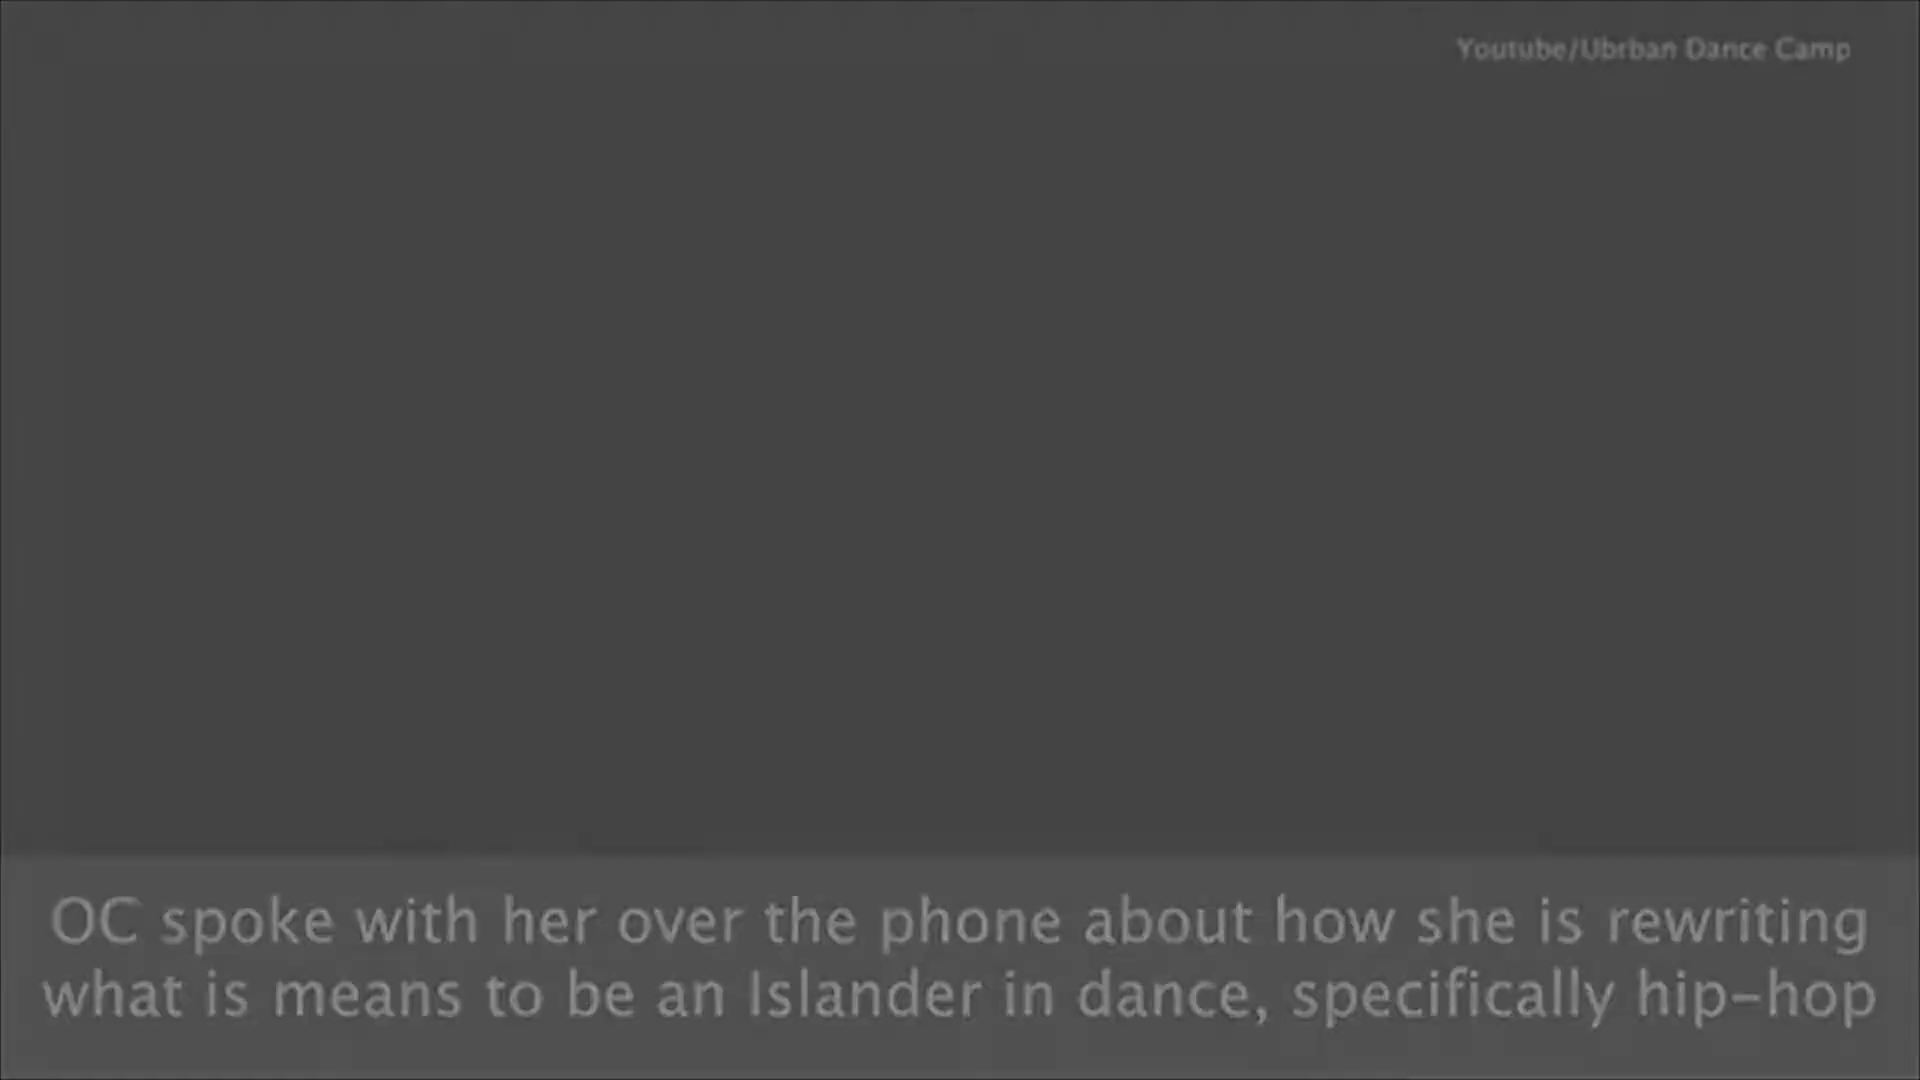 Youtube/Ubrban Dance Camp
OC spoke with her over the phone about how she is rewriting
what is means to be an Islander in dance, specifically hip-hop